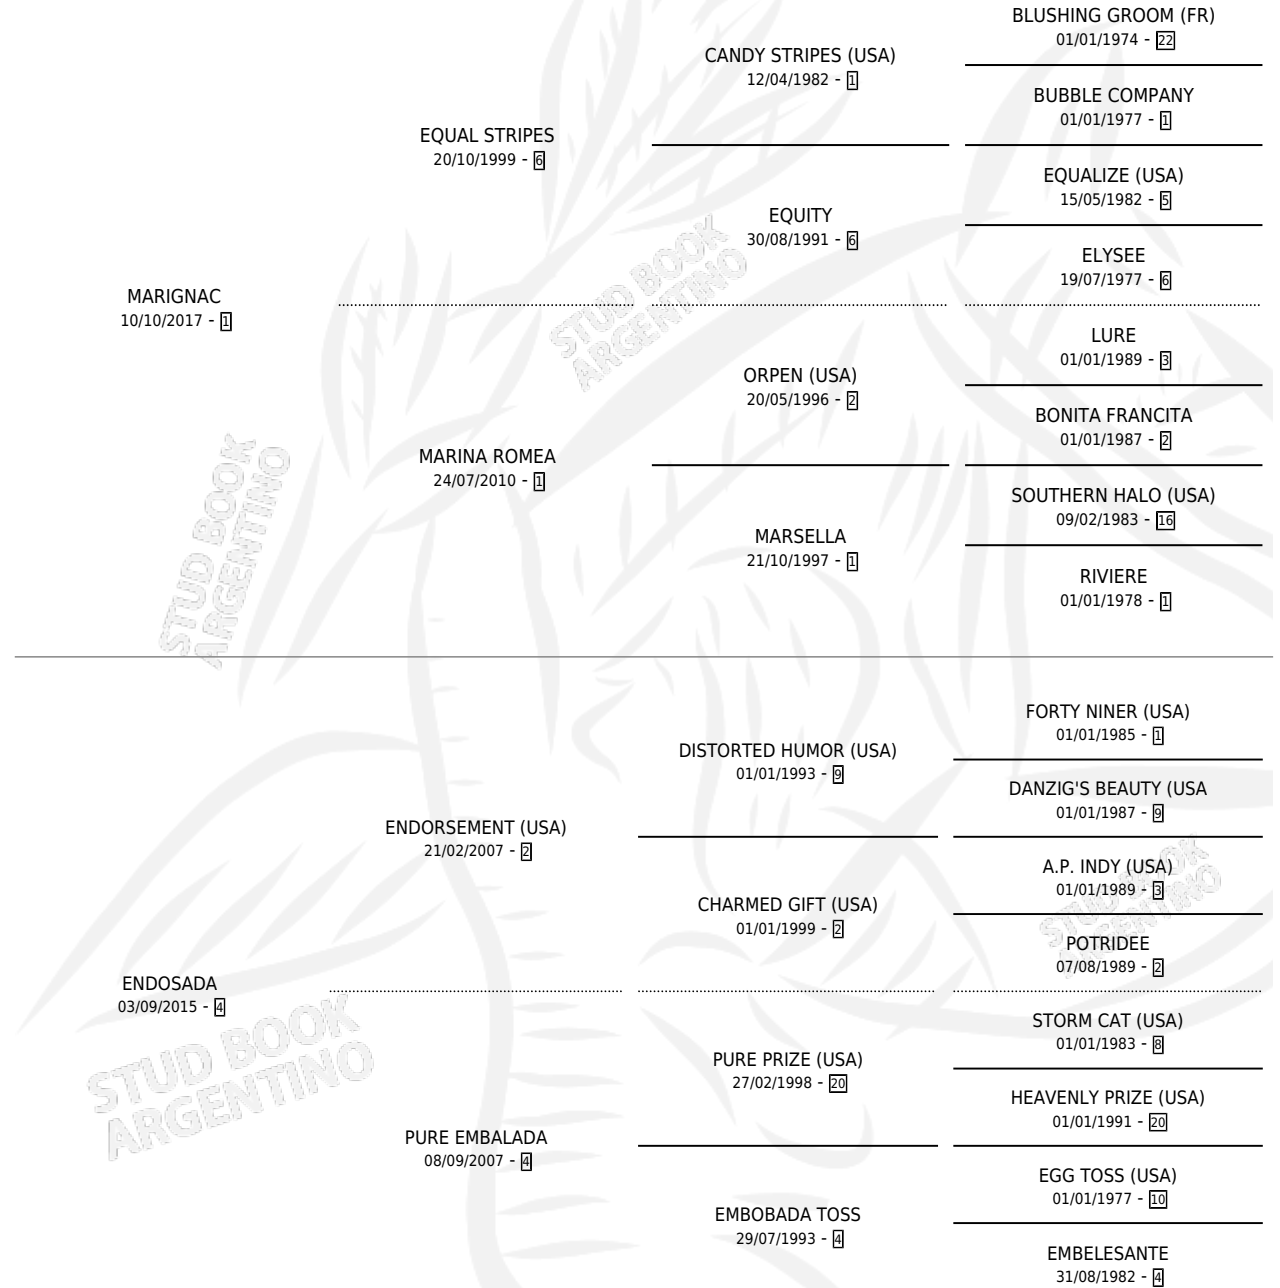 BLUSHING GROOM (FR)
01/01/1974 - 22
CANDY STRIPES (USA)
12/04/1982 - 1
BUBBLE COMPANY
01/01/1977 - 1
EQUAL STRIPES
20/10/1999 - 6
EQUALIZE (USA)
15/05/1982 - 5
EQUITY
30/08/1991 - 6
ELYSEE
19/07/1977 - 6
MARIGNAC
10/10/2017 - 1
STUD BOOK
ARGENTINO
LURE
01/01/1989 - 3
ORPEN (USA)
20/05/1996 - 2
BONITA FRANCITA
01/01/1987 - 2
MARINA ROMEA
24/07/2010 - 1
STUD BOOK
ARGENTINO
SOUTHERN HALO (USA)
09/02/1983 - 16
MARSELLA
21/10/1997 - 1
RIVIERE
01/01/1978 - 1
FORTY NINER (USA)
01/01/1985 - 1
DISTORTED HUMOR (USA)
01/01/1993 - 9
DANZIG'S BEAUTY (USA
01/01/1987 - 9
ENDORSEMENT (USA)
21/02/2007 - 2
A.P. INDY (USA)
01/01/1989 - 3
CHARMED GIFT (USA)
01/01/1999 - 2
STUD BOOK
ARGENTINO
POTRIDEE
07/08/1989 - 2
ENDOSADA
03/09/2015 - 4
STORM CAT (USA)
01/01/1983 - 8
PURE PRIZE (USA)
27/02/1998 - 20
STUD BOOK
ARGENTINO
HEAVENLY PRIZE (USA)
01/01/1991 - 20
PURE EMBALADA
08/09/2007 - 4
EGG TOSS (USA)
01/01/1977 - 10
EMBOBADA TOSS
29/07/1993 - 4
EMBELESANTE
31/08/1982 - 4